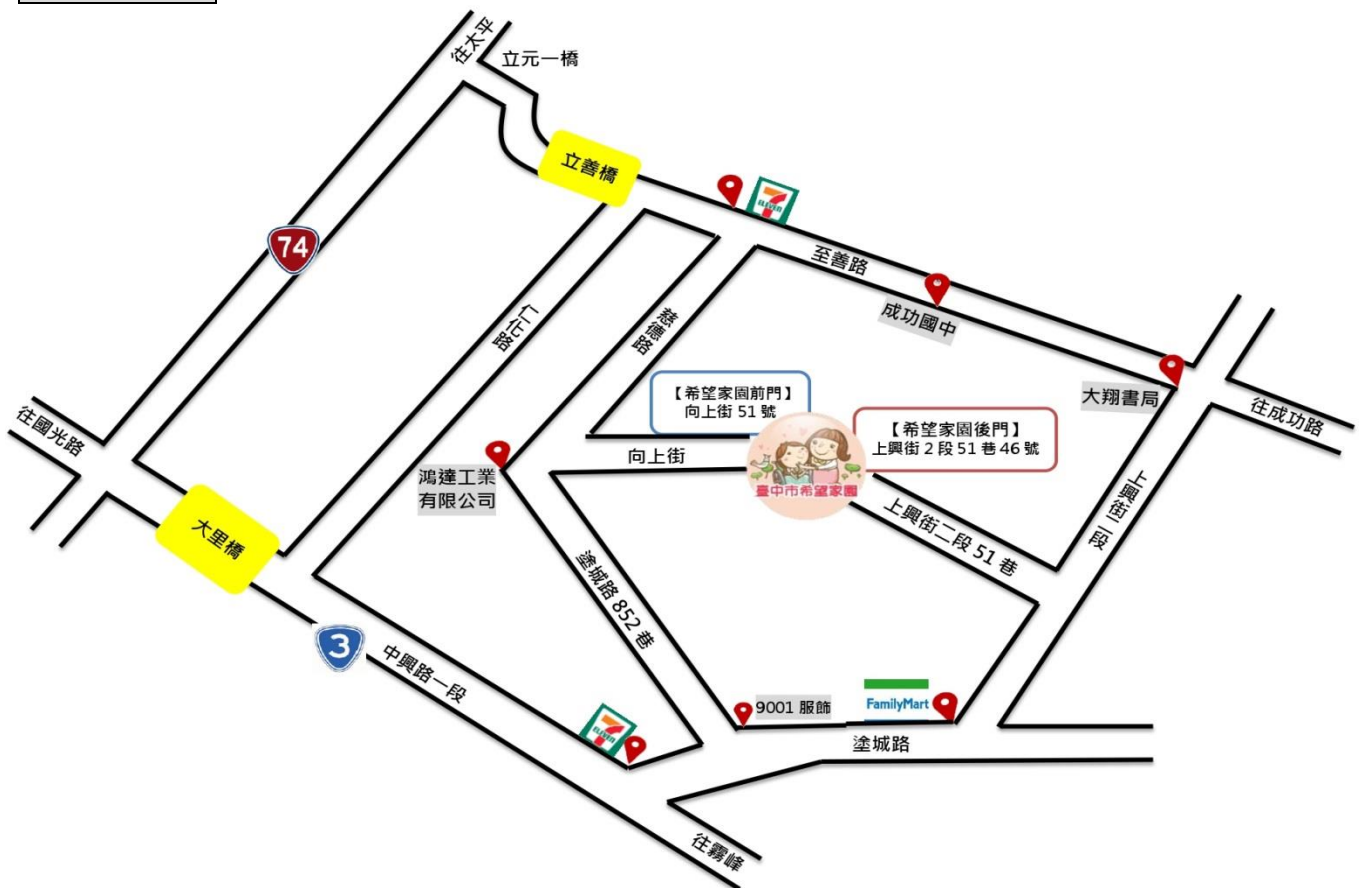 往太平
立元一橋
立善橋
7
ELEVEN
74
至善路
仁化路
慈德路
成功國中
大翔書局
往成功路
【希望家園前門】
向上街 51 號
【希望家園後門】
上興街 2 段 51 巷 46 號
往國光路
向上街
臺中市希望家園
鴻達工業
有限公司
上興街二段 51 巷
上興街二段
大里橋
塗城路 852 巷
3
中興路一段
9001 服飾
FamilyMart
7
ELEVEN
塗城路
往霧峰